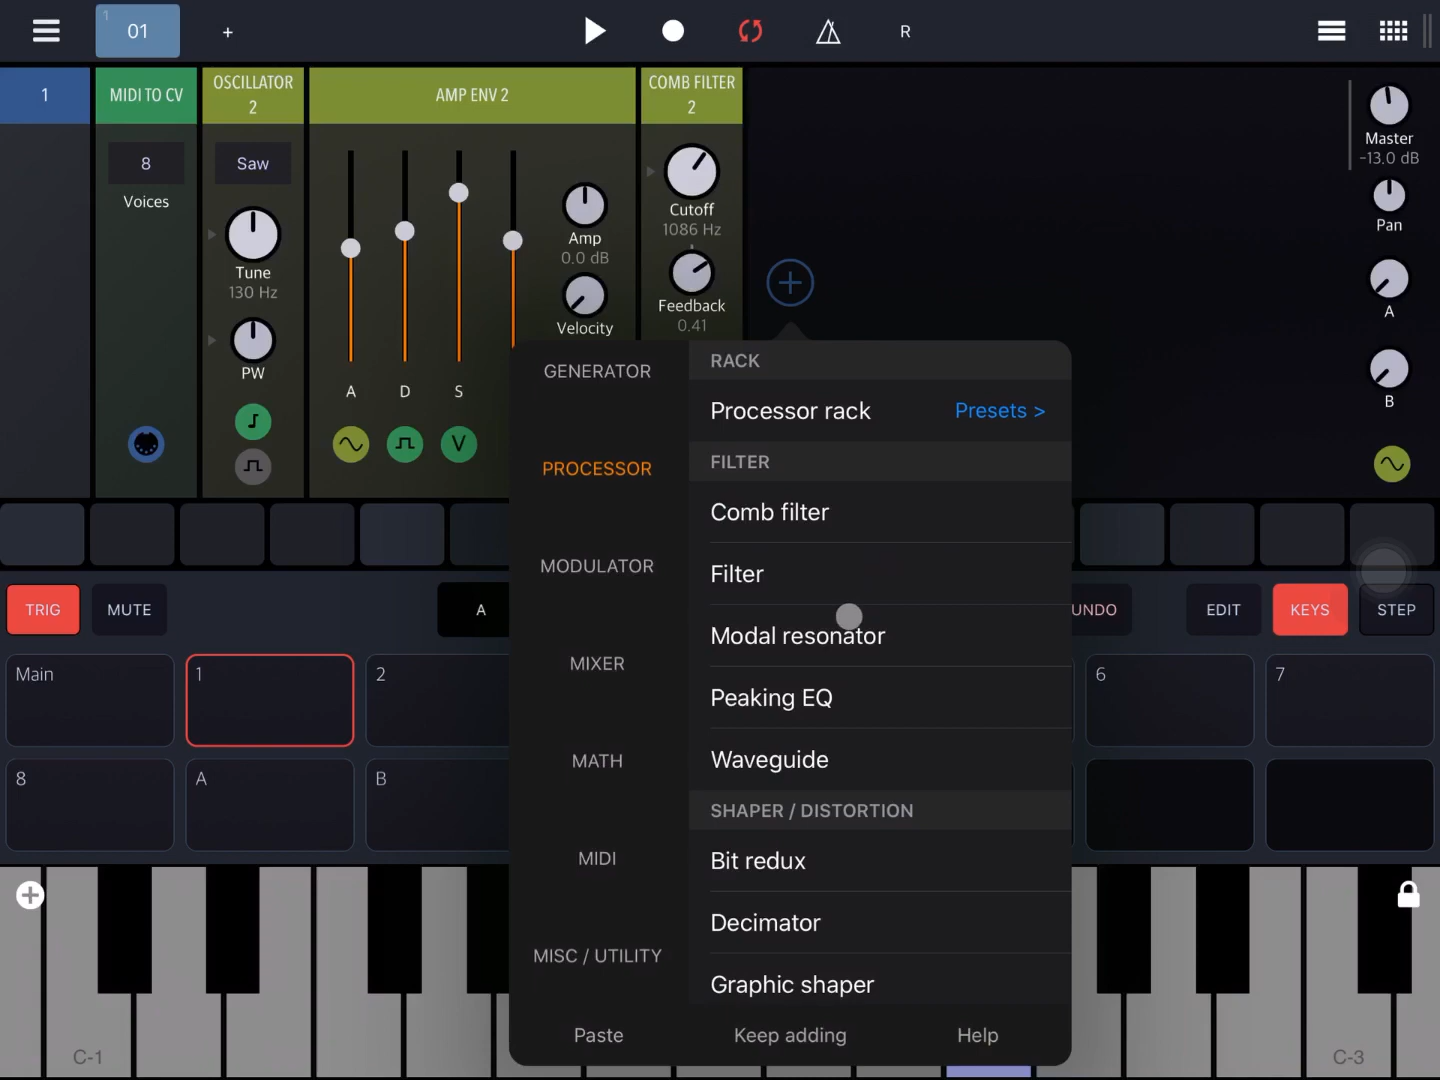 1
01
+
R
1
MIDI TO CV
OSCILLATOR
2
AMP ENV 2
COMB FILTER
2
8
Voices
Saw
Tune
130 Hz
PW
A
D
S
V
Amp
0.0 dB
Velocity
Cutoff
1086 Hz
Feedback
0.41
Master
-13.0 dB
Pan
A
B
GENERATOR
PROCESSOR
MODULATOR
MIXER
MATH
MIDI
MISC / UTILITY
RACK
Processor rack
Presets >
FILTER
Comb filter
Filter
Modal resonator
Peaking EQ
Waveguide
SHAPER / DISTORTION
Bit redux
Decimator
Graphic shaper
Paste
Keep adding
Help
TRIG
MUTE
A
UNDO
EDIT
KEYS
STEP
Main
1
2
6
7
8
A
B
C-1
C-3